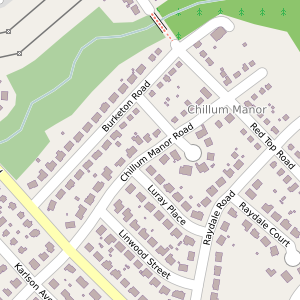 Burketon Road
Chillum Manor
Chillum Manor Road
Red Top Road
Luray Place
Raydale Road
Raydale Court
Linwood Street
Karlson Ave